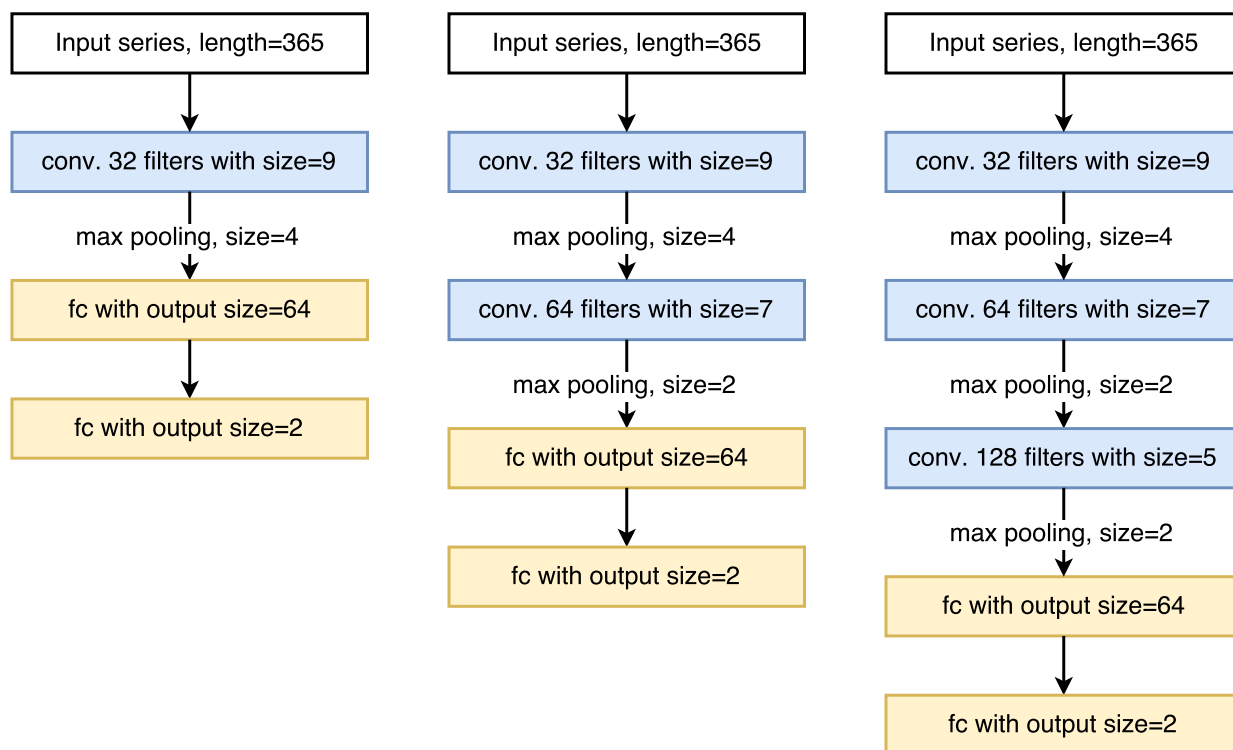 Input series, length=365
conv. 32 filters with size=9
max pooling, size=4
fc with output size=64
fc with output size=2
Input series, length=365
conv. 32 filters with size=9
max pooling, size=4
conv. 64 filters with size=7
max pooling, size=2
fc with output size=64
fc with output size=2
Input series, length=365
conv. 32 filters with size=9
max pooling, size=4
conv. 64 filters with size=7
max pooling, size=2
conv. 128 filters with size=5
max pooling, size=2
fc with output size=64
fc with output size=2